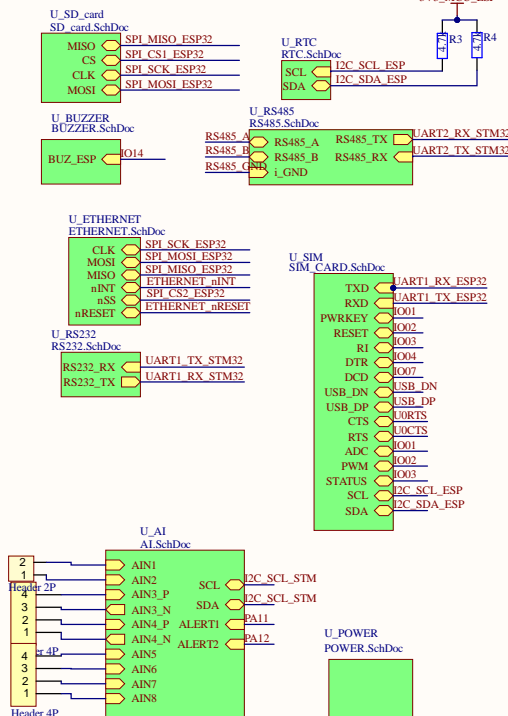 U_SD_card
SD_card.SchDoc
MISO SPI_MISO_ESP32
CS SPI_CS1_ESP32
CLK SPI_SCK_ESP32
MOSI SPI_MOSI_ESP32
U_RTC
RTC.SchDoc
SCL I2C_SCL_ESP
SDA I2C_SDA_ESP
R3
R4
4.7k
4.7k
U_BUZZER
BUZZER.SchDoc
BUZ_ESP IO14
U_RS485
RS485.SchDoc
RS485_A RS485_A RS485_TX UART2_RX_STM32
RS485_B RS485_B RS485_RX UART2_TX_STM32
RS485_GND i_GND
U_ETHERNET
ETHERNET.SchDoc
CLK SPI_SCK_ESP32
MOSI SPI_MOSI_ESP32
MISO SPI_MISO_ESP32
nINT ETHERNET_nINT
nSS SPI_CS2_ESP32
nRESET ETHERNET_nRESET
U_RS232
RS232.SchDoc
RS232_RX UART1_TX_STM32
RS232_TX UART1_RX_STM32
U_SIM
SIM_CARD.SchDoc
TXD UART1_RX_ESP32
RXD UART1_TX_ESP32
PWRKEY IO01
RESET IO02
RI IO03
DTR IO04
DCD IO07
USB_DN USB_DN
USB_DP USB_DP
CTS U0RTS
RTS U0CTS
ADC IO01
PWM IO02
STATUS IO03
SCL I2C_SCL_ESP
SDA I2C_SDA_ESP
U_AI
AI.SchDoc
2 AIN1
1 AIN2
Header 2P
4 AIN3_P SCL I2C_SCL_STM
3 AIN3_N SDA I2C_SCL_STM
2 AIN4_P ALERT1 PA11
1 AIN4_N ALERT2 PA12
4P
4 AIN5
3 AIN6
2 AIN7
1 AIN8
Header 4P
U_POWER
POWER.SchDoc